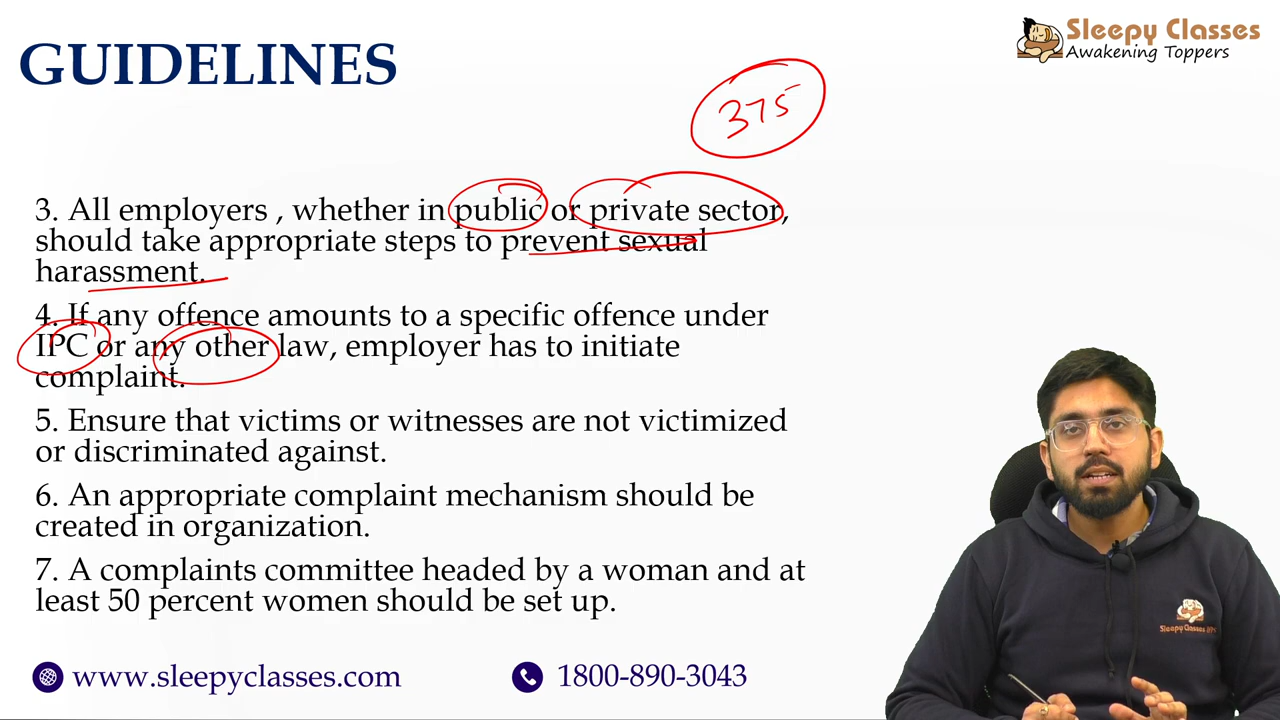 GUIDELINES
Sleepy Classes
Awakening Toppers
375
3. All employers , whether in public or private sector,
should take appropriate steps to prevent sexual
harassment.
4. If any offence amounts to a specific offence under
IPC or any other law, employer has to initiate
complaint.
5. Ensure that victims or witnesses are not victimized
or discriminated against.
6. An appropriate complaint mechanism should be
created in organization.
7. A complaints committee headed by a woman and at
least 50 percent women should be set up.
Sleepy Classes
www.sleepyclasses.com
1800-890-3043